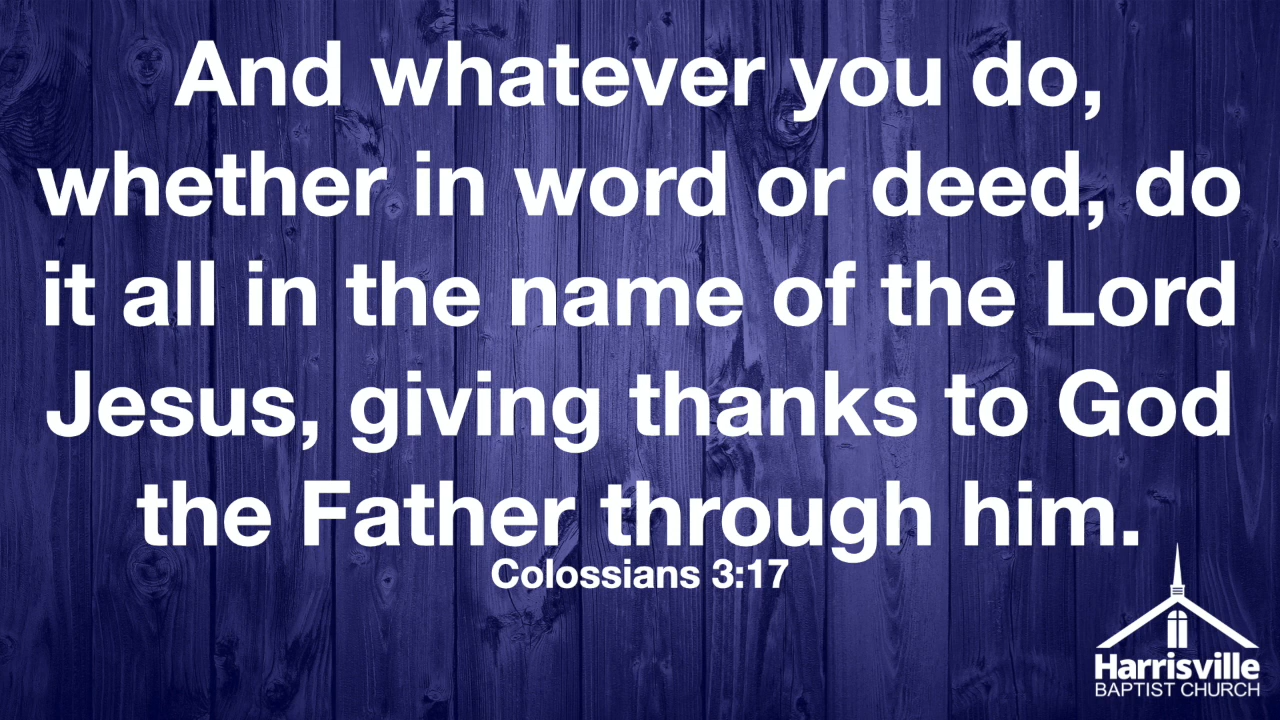 And whatever you do,
whether in word or deed, do
it all in the name of the Lord
Jesus, giving thanks to God
the Father through him.
Colossians 3:17
Harrisville
BAPTIST CHURCH